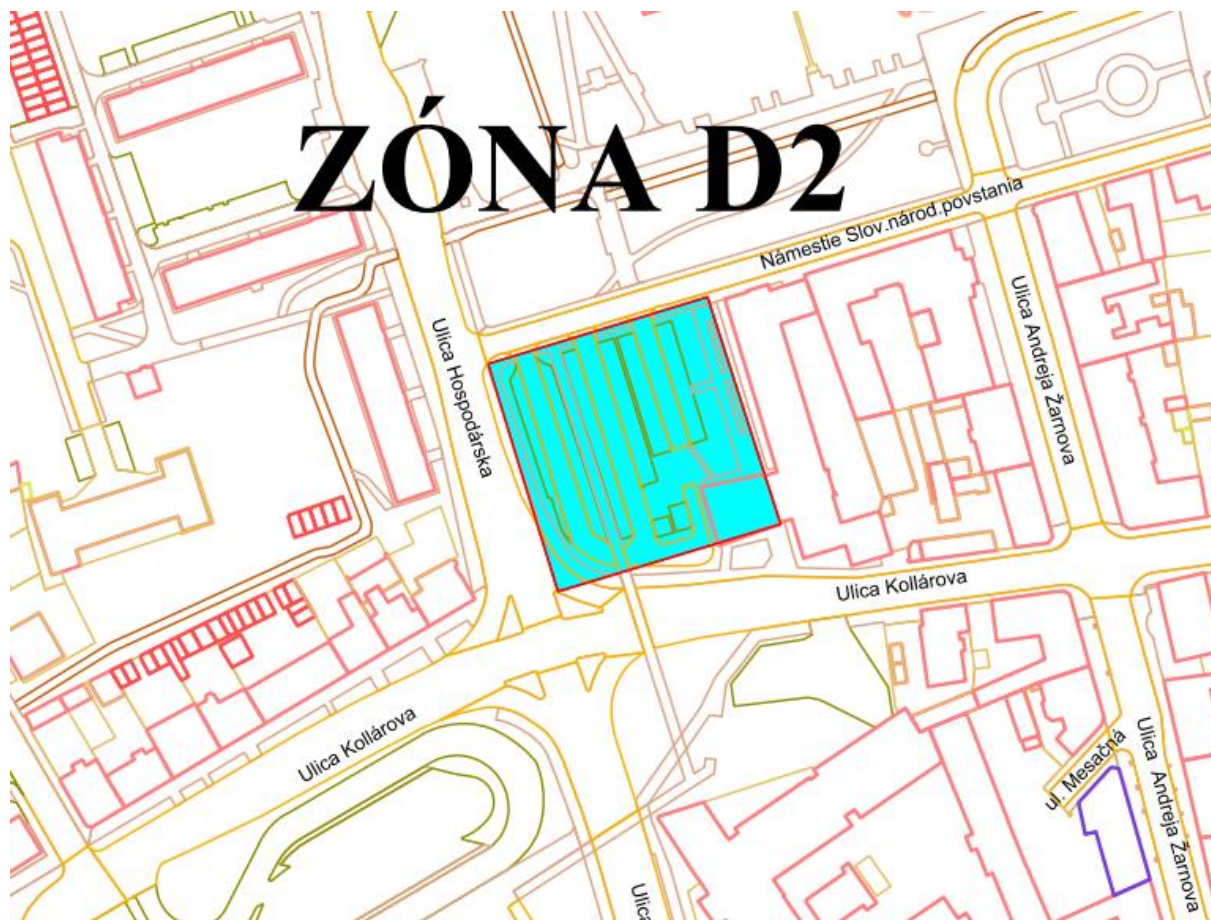 ZÓNA D2
Námestie Slov.národ.povstania
Ulica Hospodárska
Ulica Andreja Žarnova
Ulica Kollárova
Ulica Kollárova
ul. Mesačná
Ulica Andreja Žarnova
Ulica